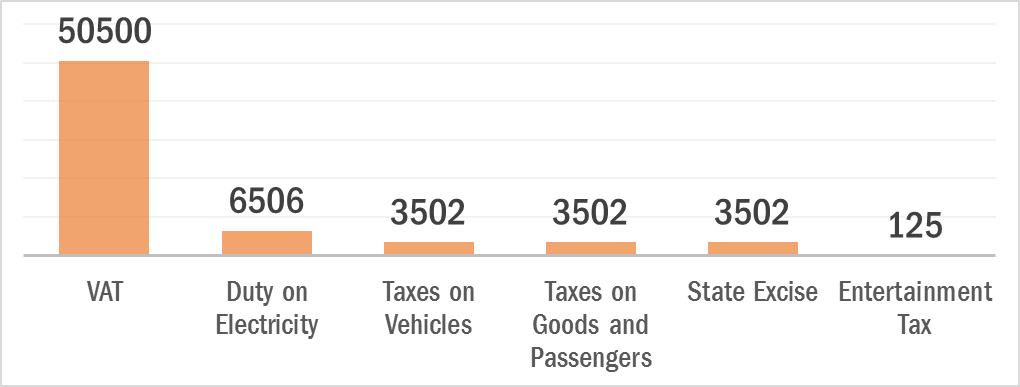 50500
6506
3502
3502
3502
125
VAT
Duty on
Electricity
Taxes on
Vehicles
Taxes on
Goods and
Passengers
State Excise
Entertainment
Tax